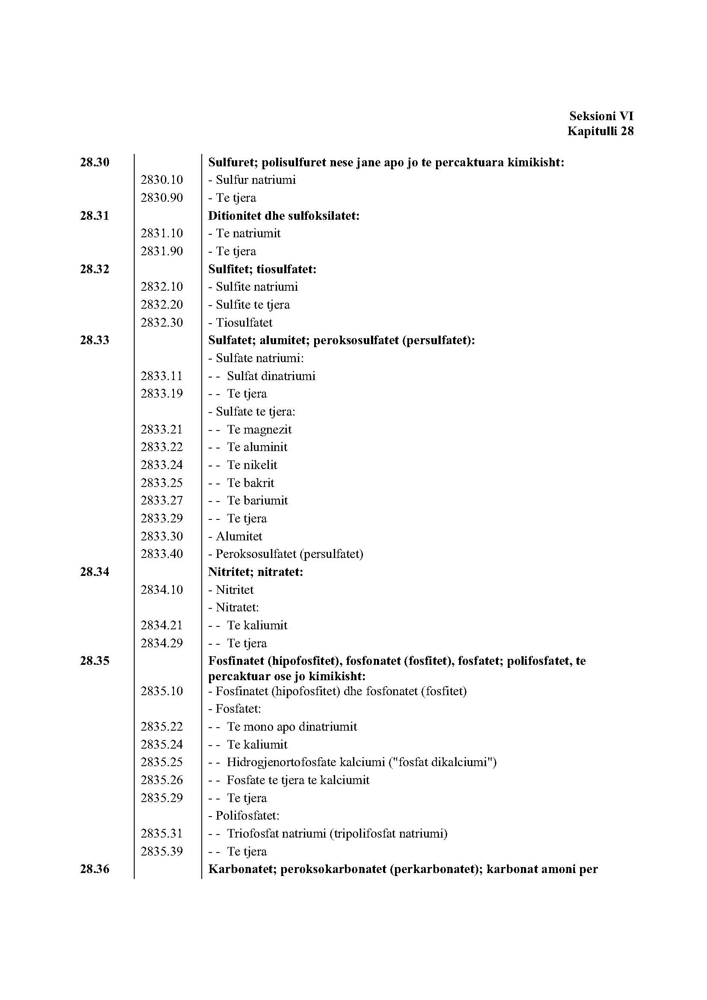 Seksioni VI
Kapitulli 28
28.30 Sulfuret; polisulfuret nese jane apo jo te percaktuara kimikisht:
2830.10 - Sulfur natriumi
2830.90 - Te tjera
28.31 Ditionitet dhe sulfoksilatet:
2831.10 - Te natriumit
2831.90 - Te tjera
28.32 Sulfitet; tiosulfatet:
2832.10 - Sulfite natriumi
2832.20 - Sulfite te tjera
2832.30 - Tiosulfatet
28.33 Sulfatet; alumitet; peroksosulfatet (persulfatet):
- Sulfate natriumi:
2833.11 - - Sulfat dinatriumi
2833.19 - - Te tjera
- Sulfate te tjera:
2833.21 - - Te magnezit
2833.22 - - Te aluminit
2833.24 - - Te nikelit
2833.25 - - Te bakrit
2833.27 - - Te bariumit
2833.29 - - Te tjera
2833.30 - Alumitet
2833.40 - Peroksosulfatet (persulfatet)
28.34 Nitritet; nitratet:
2834.10 - Nitritet
- Nitratet:
2834.21 - - Te kaliumit
2834.29 - - Te tjera
28.35 Fosfinatet (hipofosfitet), fosfonatet (fosfitet), fosfatet; polifosfatet, te
percaktuar ose jo kimikisht:
2835.10 - Fosfinatet (hipofosfitet) dhe fosfonatet (fosfitet)
- Fosfatet:
2835.22 - - Te mono apo dinatriumit
2835.24 - - Te kaliumit
2835.25 - - Hidrogjenortofosfate kalciumi ("fosfat dikalciumi")
2835.26 - - Fosfate te tjera te kalciumit
2835.29 - - Te tjera
- Polifosfatet:
2835.31 - - Triofosfat natriumi (tripolifosfat natriumi)
2835.39 - - Te tjera
28.36 Karbonatet; peroksokarbonatet (perkarbonatet); karbonat amoni per